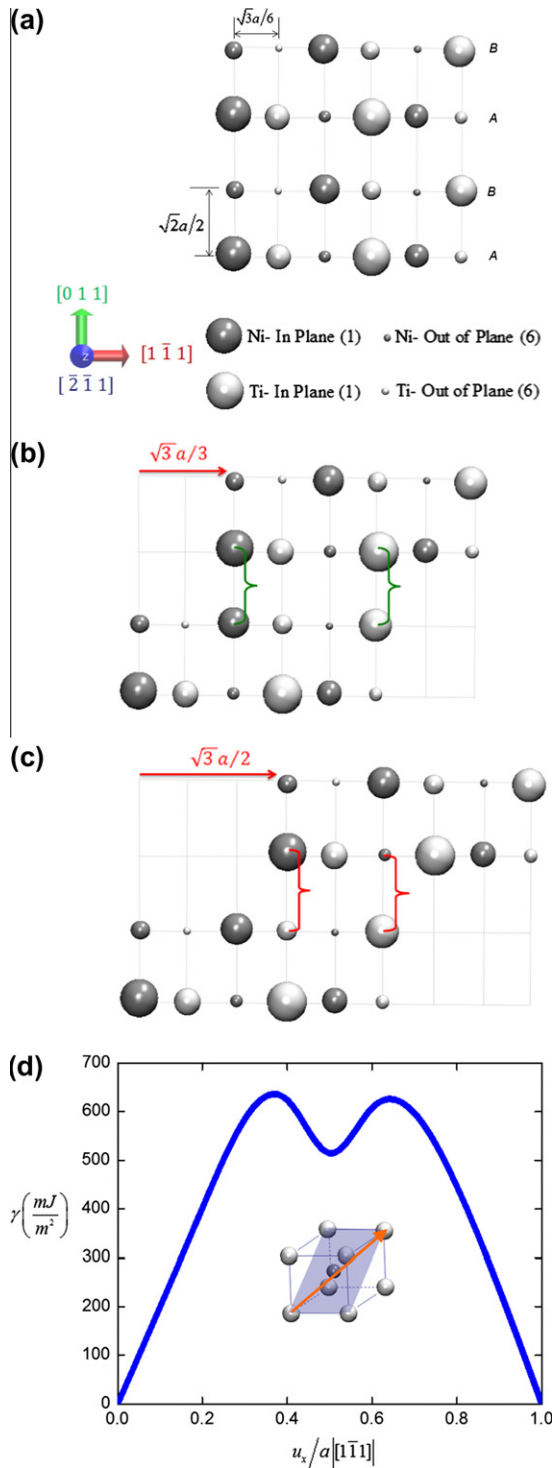 (a)
√3a/6
B
A
B
√2a/2
A
[0 1 1]
Z
[1 1̄ 1]
[2̄ 1̄ 1]
Ni- In Plane (1)
Ni- Out of Plane (6)
Ti- In Plane (1)
Ti- Out of Plane (6)
(b)
√3 a/3
(c)
√3 a/2
(d)
700
600
500
400
300
200
100
0
γ(mJ/m²)
0.0 0.2 0.4 0.6 0.8 1.0
u_x/a|[11̄1]|